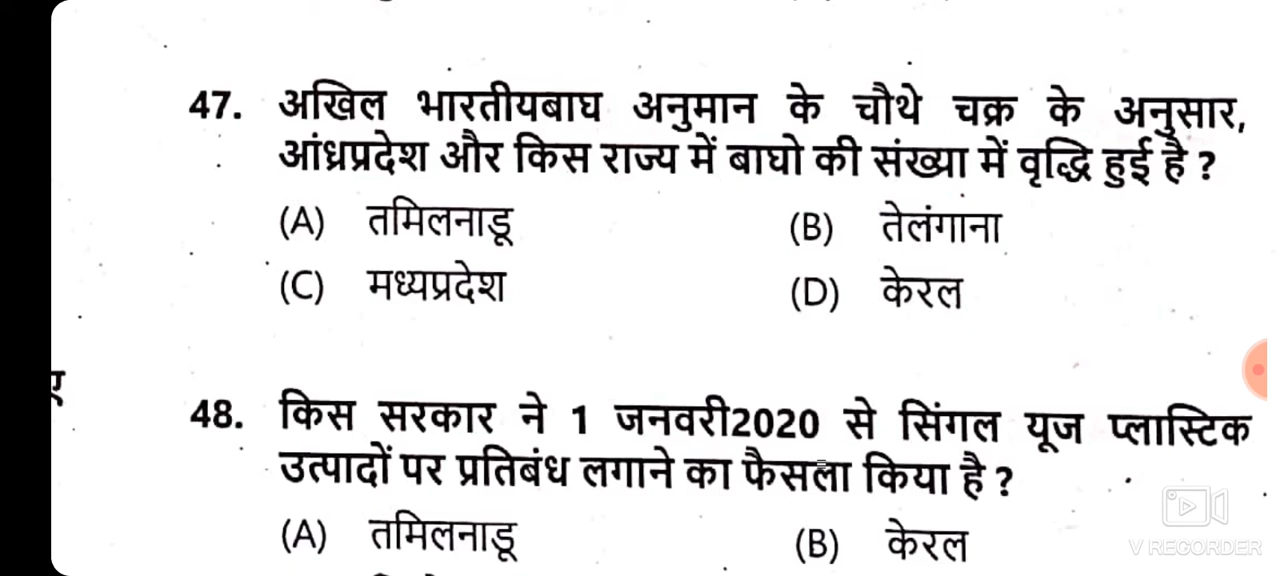 47. अखिल भारतीयबाघ अनुमान के चौथे चक्र के अनुसार,
आंध्रप्रदेश और किस राज्य में बाघो की संख्या में वृद्धि हुई है ?
(A) तमिलनाडू (B) तेलंगाना
(C) मध्यप्रदेश (D) केरल
48. किस सरकार ने 1 जनवरी2020 से सिंगल यूज प्लास्टिक
उत्पादों पर प्रतिबंध लगाने का फैसला किया है ?
(A) तमिलनाडू (B) केरल
V RECORDER